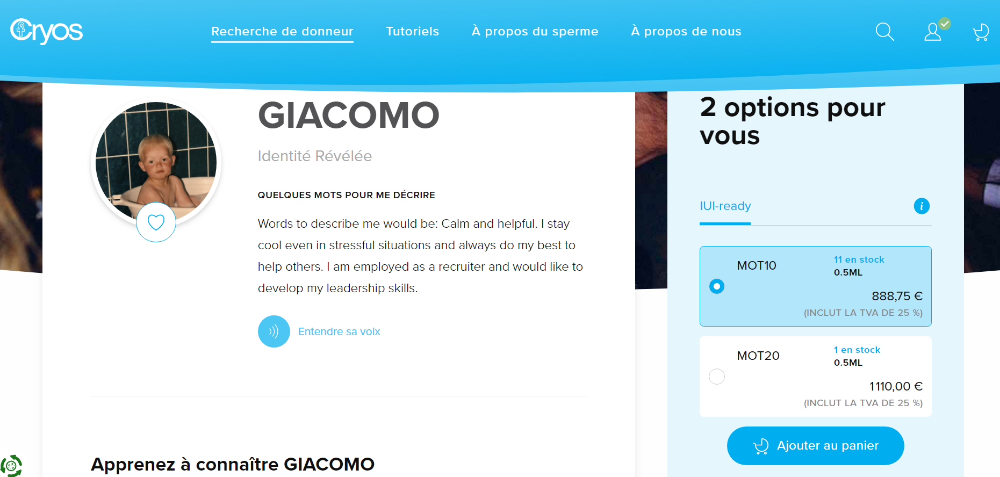 Cryos
Recherche de donneur
Tutoriels
À propos du sperme
À propos de nous
GIACOMO
Identité Révélée
QUELQUES MOTS POUR ME DÉCRIRE
Words to describe me would be: Calm and helpful. I stay
cool even in stressful situations and always do my best to
help others. I am employed as a recruiter and would like to
develop my leadership skills.
Entendre sa voix
Apprenez à connaître GIACOMO
2 options pour
vous
IUI-ready
i
MOT10
11 en stock
0.5ML
888,75 €
(INCLUT LA TVA DE 25 %)
MOT20
1 en stock
0.5ML
1 110,00 €
(INCLUT LA TVA DE 25 %)
Ajouter au panier